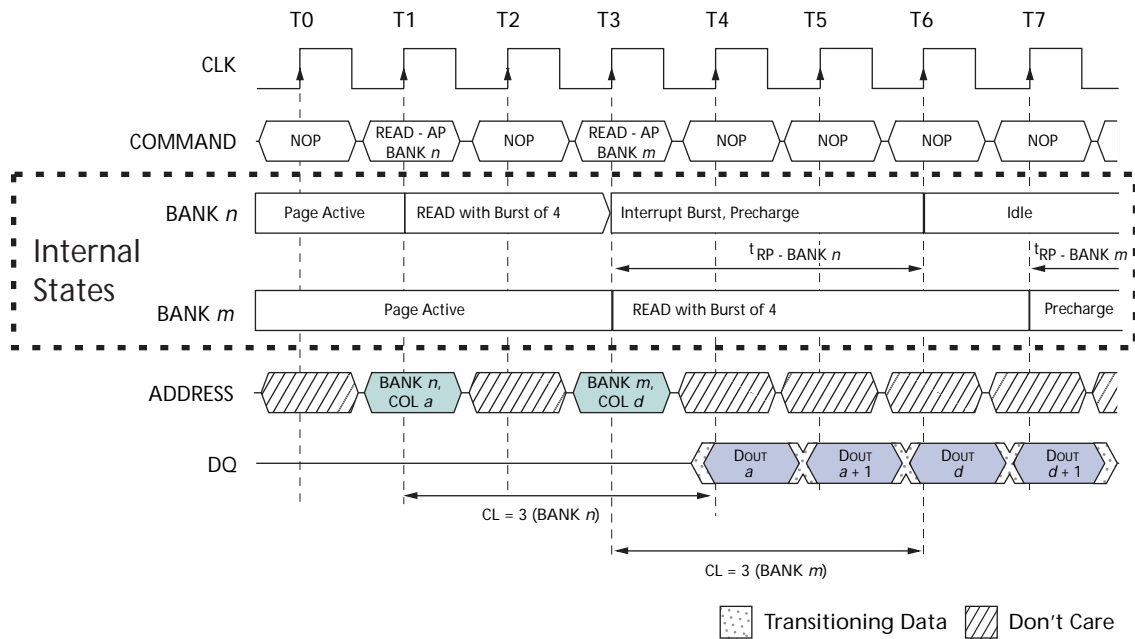 T0 T1 T2 T3 T4 T5 T6 T7
CLK
COMMAND NOP READ - AP BANK n NOP READ - AP BANK m NOP NOP NOP NOP
Internal States
BANK n Page Active READ with Burst of 4 Interrupt Burst, Precharge Idle
tRP - BANK n tRP - BANK m
BANK m Page Active READ with Burst of 4 Precharge
ADDRESS BANK n, COL a BANK m, COL d
DQ DOUT a DOUT a + 1 DOUT d DOUT d + 1
CL = 3 (BANK n)
CL = 3 (BANK m)
Transitioning Data Don't Care